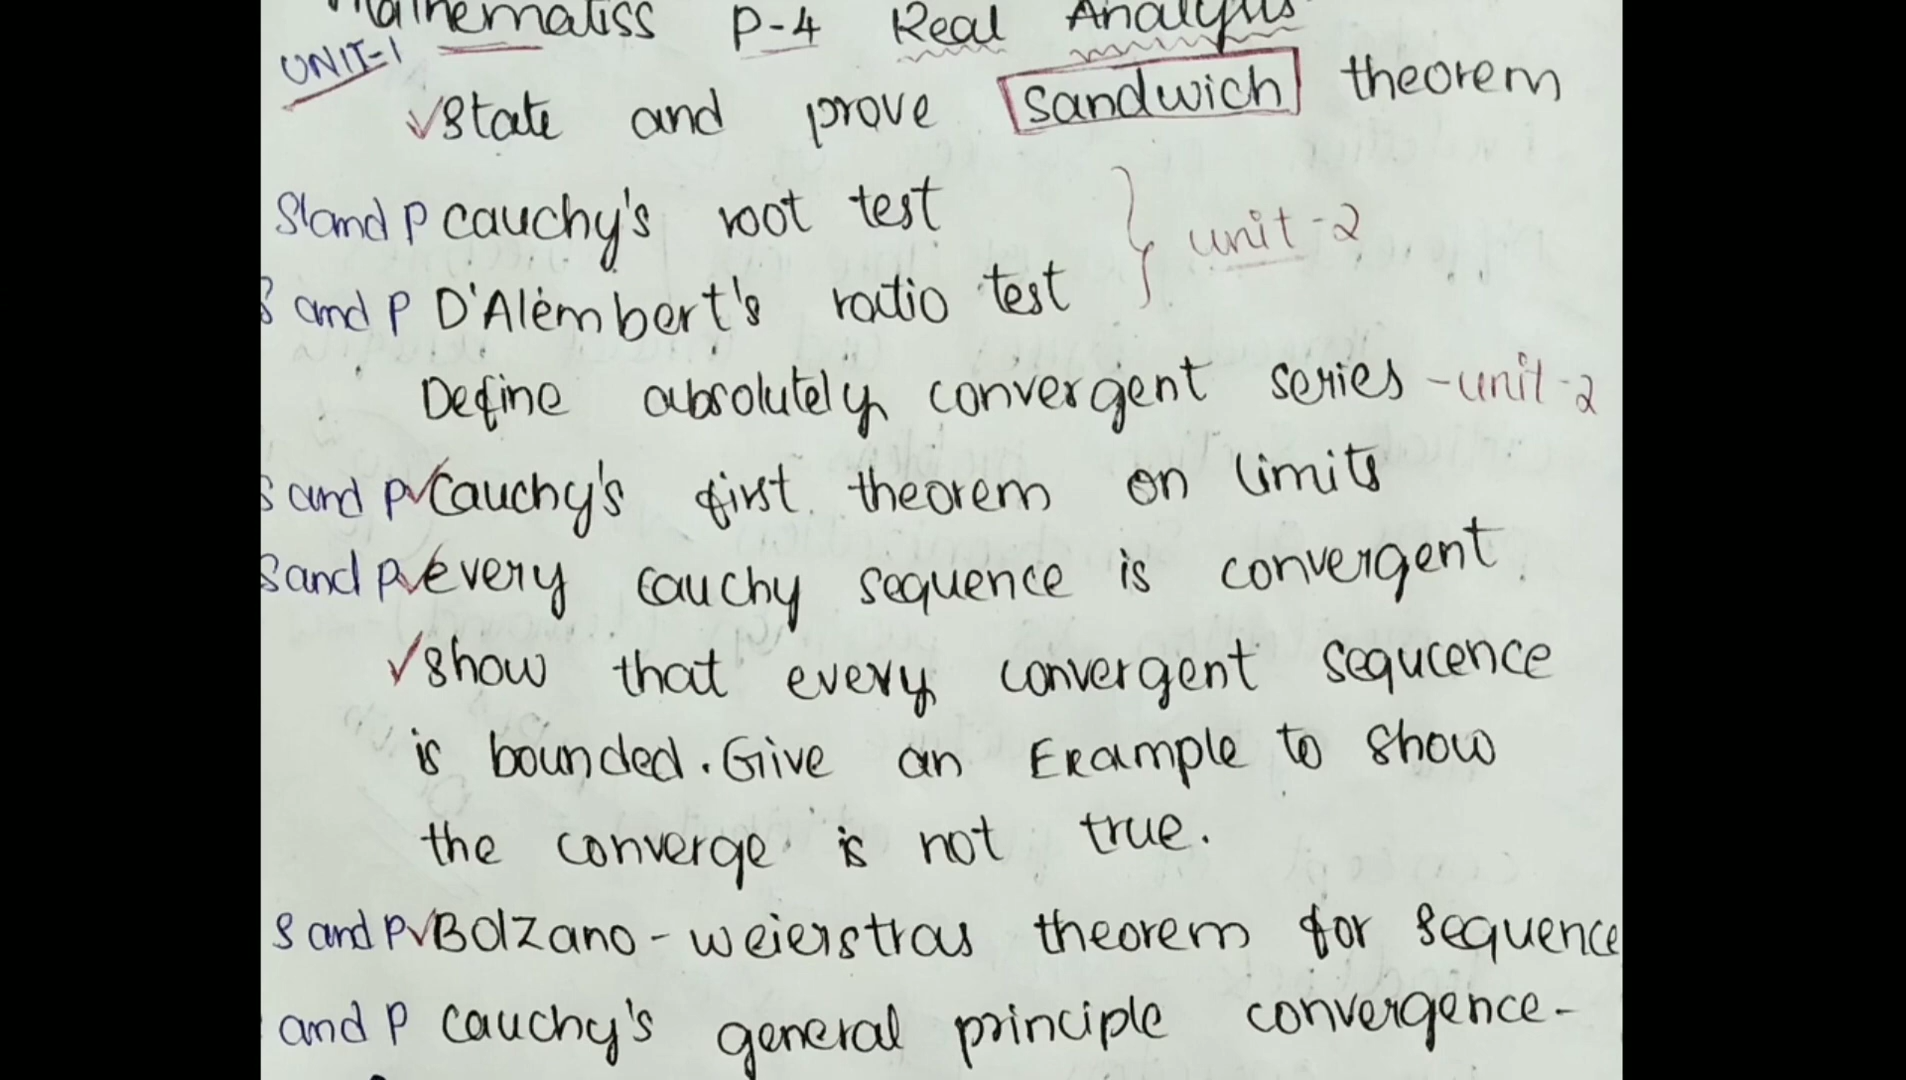 Mathematiss P-4 Real Analysis
UNIT-1
✓State and prove Sandwich theorem
S and P Cauchy's root test
S and P D'Alembert's ratio test
} unit-2
Define absolutely convergent series - unit-2
S and P ✓Cauchy's first theorem on limits
S and P ✓every cauchy sequence is convergent.
✓show that every convergent sequcence
is bounded. Give an Example to show
the converge is not true.
S and P ✓Bolzano-weierstras theorem for sequence
and P cauchy's general principle convergence-